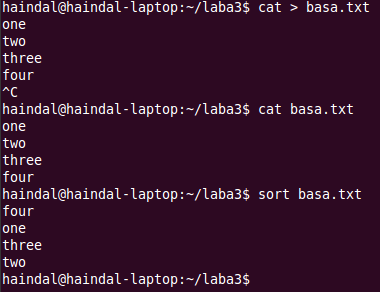 haindal@haindal-laptop:~/laba3$ cat > basa.txt
one
two
three
four
^C
haindal@haindal-laptop:~/laba3$ cat basa.txt
one
two
three
four
haindal@haindal-laptop:~/laba3$ sort basa.txt
four
one
three
two
haindal@haindal-laptop:~/laba3$